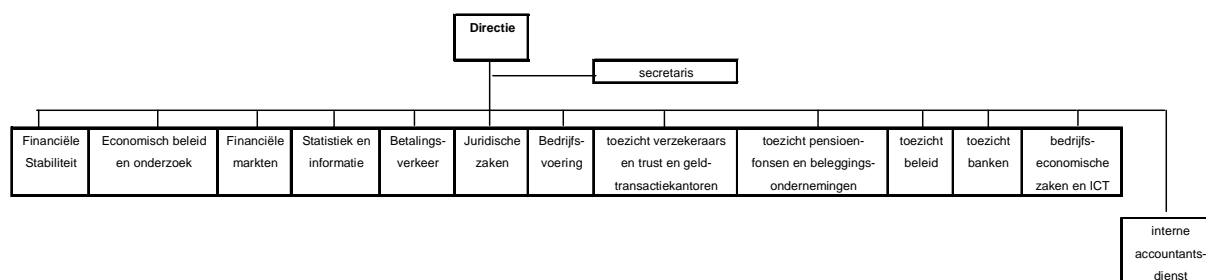 Directie
secretaris
Financiële
Stabiliteit
Economisch beleid
en onderzoek
Financiële
markten
Statistiek en
informatie
Betalings-
verkeer
Juridische
zaken
Bedrijfs-
voering
toezicht verzekeraars
en trust en geld-
transactiekantoren
toezicht pensioen-
fonsen en beleggings-
ondernemingen
toezicht
beleid
toezicht
banken
bedrijfs-
economische
zaken en ICT
interne
accountants-
dienst